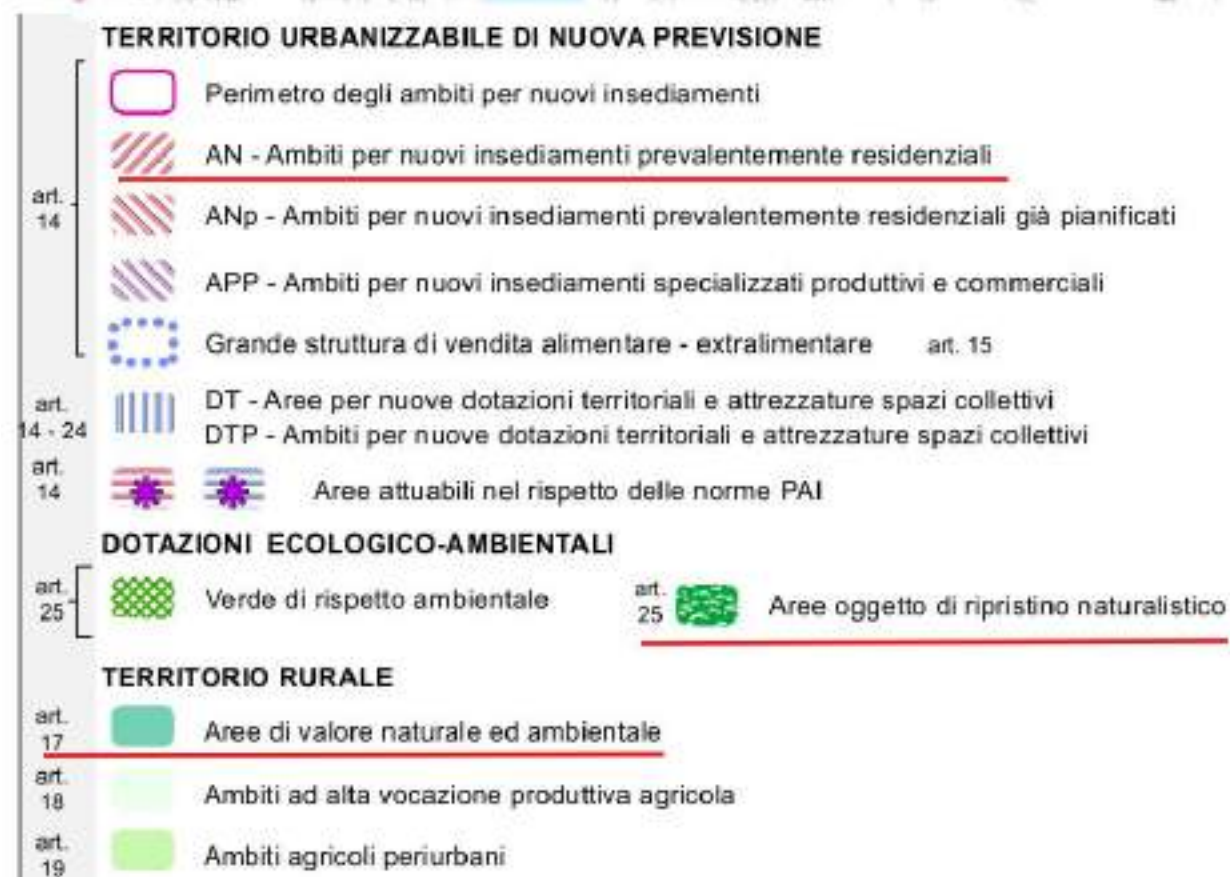 TERRITORIO URBANIZZABILE DI NUOVA PREVISIONE
Perimetro degli ambiti per nuovi insediamenti
AN - Ambiti per nuovi insediamenti prevalentemente residenziali
art.
14
ANp - Ambiti per nuovi insediamenti prevalentemente residenziali già pianificati
APP - Ambiti per nuovi insediamenti specializzati produttivi e commerciali
Grande struttura di vendita alimentare - extralimentare art. 15
art.
14 - 24
DT - Aree per nuove dotazioni territoriali e attrezzature spazi collettivi
DTP - Ambiti per nuove dotazioni territoriali e attrezzature spazi collettivi
art.
14
Aree attuabili nel rispetto delle norme PAI
DOTAZIONI ECOLOGICO-AMBIENTALI
art.
25
Verde di rispetto ambientale
art.
25
Aree oggetto di ripristino naturalistico
TERRITORIO RURALE
art.
17
Aree di valore naturale ed ambientale
art.
18
Ambiti ad alta vocazione produttiva agricola
art.
19
Ambiti agricoli periurbani